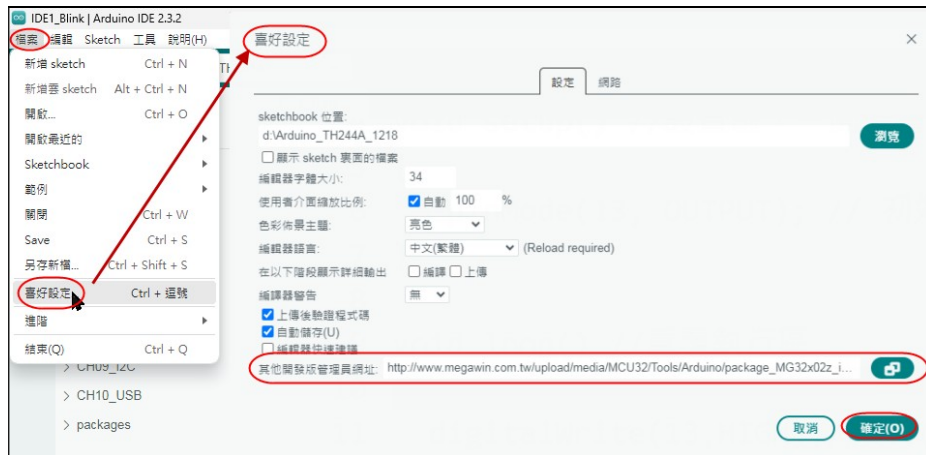 IDE1_Blink | Arduino IDE 2.3.2
檔案 編輯 Sketch 工具 說明(H)
新增 sketch Ctrl + N
新增雲 sketch Alt + Ctrl + N
開啟... Ctrl + O
開啟最近的
Sketchbook
範例
關閉 Ctrl + W
Save Ctrl + S
另存新檔... Ctrl + Shift + S
喜好設定 Ctrl + 逗號
進階
結束(Q) Ctrl + Q
CH09_I2C
CH10_USB
packages
喜好設定
設定 網路
sketchbook 位置:
d:\Arduino_TH244A_1218
瀏覽
顯示 sketch 裏面的檔案
編輯器字體大小: 34
使用者介面縮放比例: 自動 100 %
色彩佈景主題: 亮色
編輯器語言: 中文(繁體) (Reload required)
在以下階段顯示詳細輸出 編譯 上傳
編譯器警告 無
上傳後驗證程式碼
自動儲存(U)
編輯器快速建議
其他開發版管理員網址: http://www.megawin.com.tw/upload/media/MCU32/Tools/Arduino/package_MG32x02z_i...
取消 確定(O)